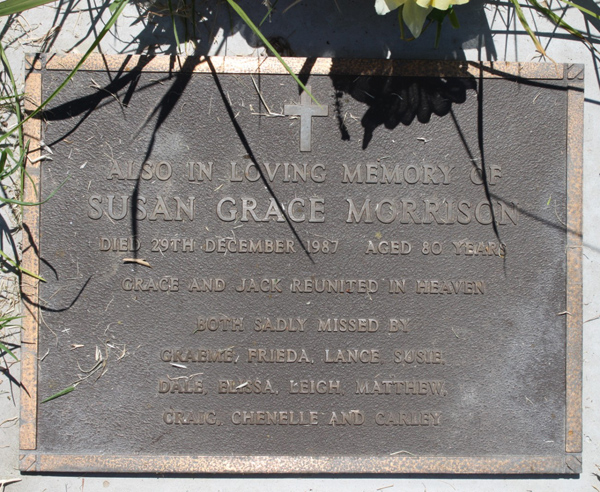 ALSO IN LOVING MEMORY OF
SUSAN GRACE MORRISON
DIED 29TH DECEMBER 1987 AGED 80 YEARS
GRACE AND JACK REUNITED IN HEAVEN
BOTH SADLY MISSED BY
GRAEME, FRIEDA, LANCE, SUSIE,
DALE, ELISSA, LEIGH, MATTHEW,
CRAIG, CHENELLE AND CARLEY